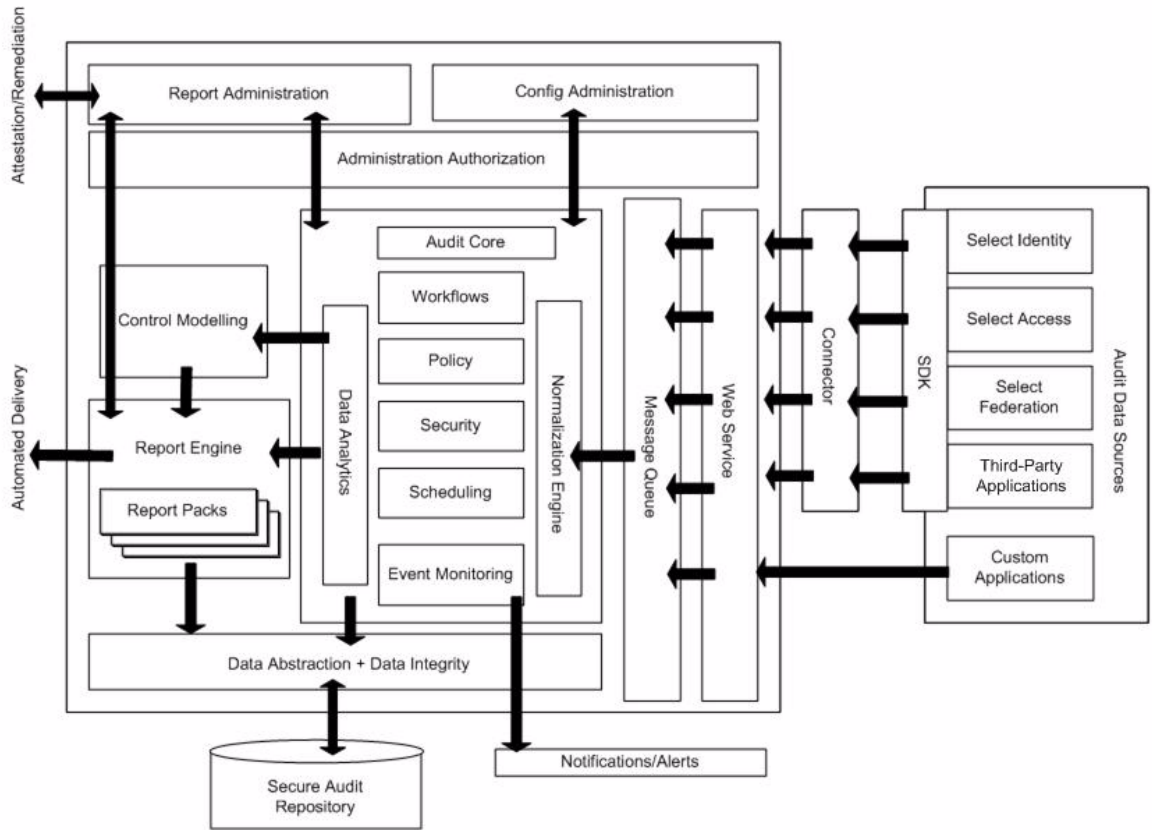 Attestation/Remediation
Report Administration
Config Administration
Administration Authorization
Audit Core
Workflows
Policy
Security
Scheduling
Event Monitoring
Control Modelling
Data Analytics
Normalization Engine
Message Queue
Web Service
Connector
SDK
Select Identity
Select Access
Select
Federation
Third-Party
Applications
Custom
Applications
Audit Data Sources
Automated Delivery
Report Engine
Report Packs
Data Abstraction + Data Integrity
Notifications/Alerts
Secure Audit
Repository